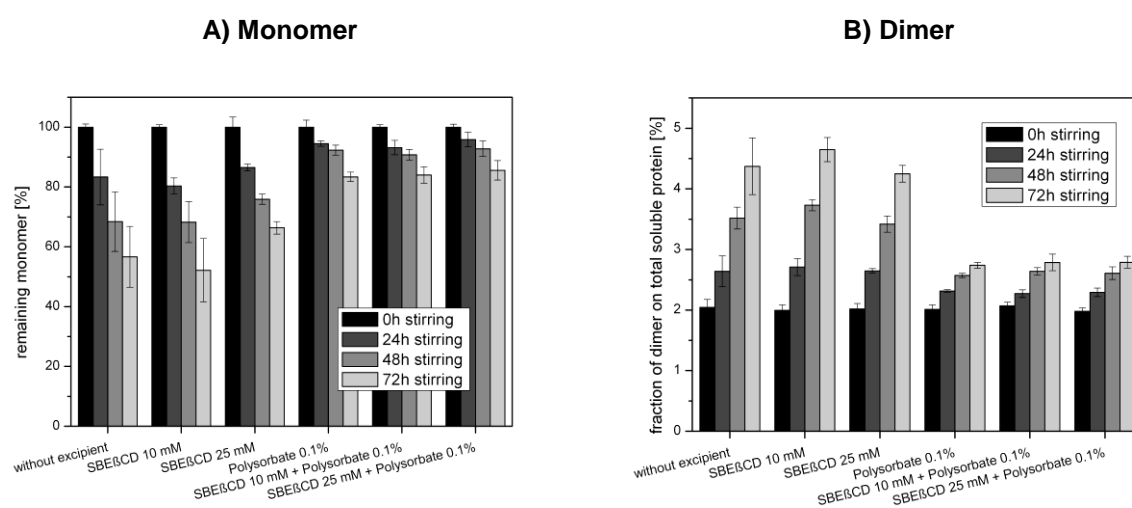 A) Monomer
remaining monomer [%]
100
80
60
40
20
0
0h stirring
24h stirring
48h stirring
72h stirring
without excipient
SBEßCD 10 mM
SBEßCD 25 mM
Polysorbate 0.1%
SBEßCD 10 mM + Polysorbate 0.1%
SBEßCD 25 mM + Polysorbate 0.1%
B) Dimer
fraction of dimer on total soluble protein [%]
5
4
3
2
1
0
0h stirring
24h stirring
48h stirring
72h stirring
without excipient
SBEßCD 10 mM
SBEßCD 25 mM
Polysorbate 0.1%
SBEßCD 10 mM + Polysorbate 0.1%
SBEßCD 25 mM + Polysorbate 0.1%